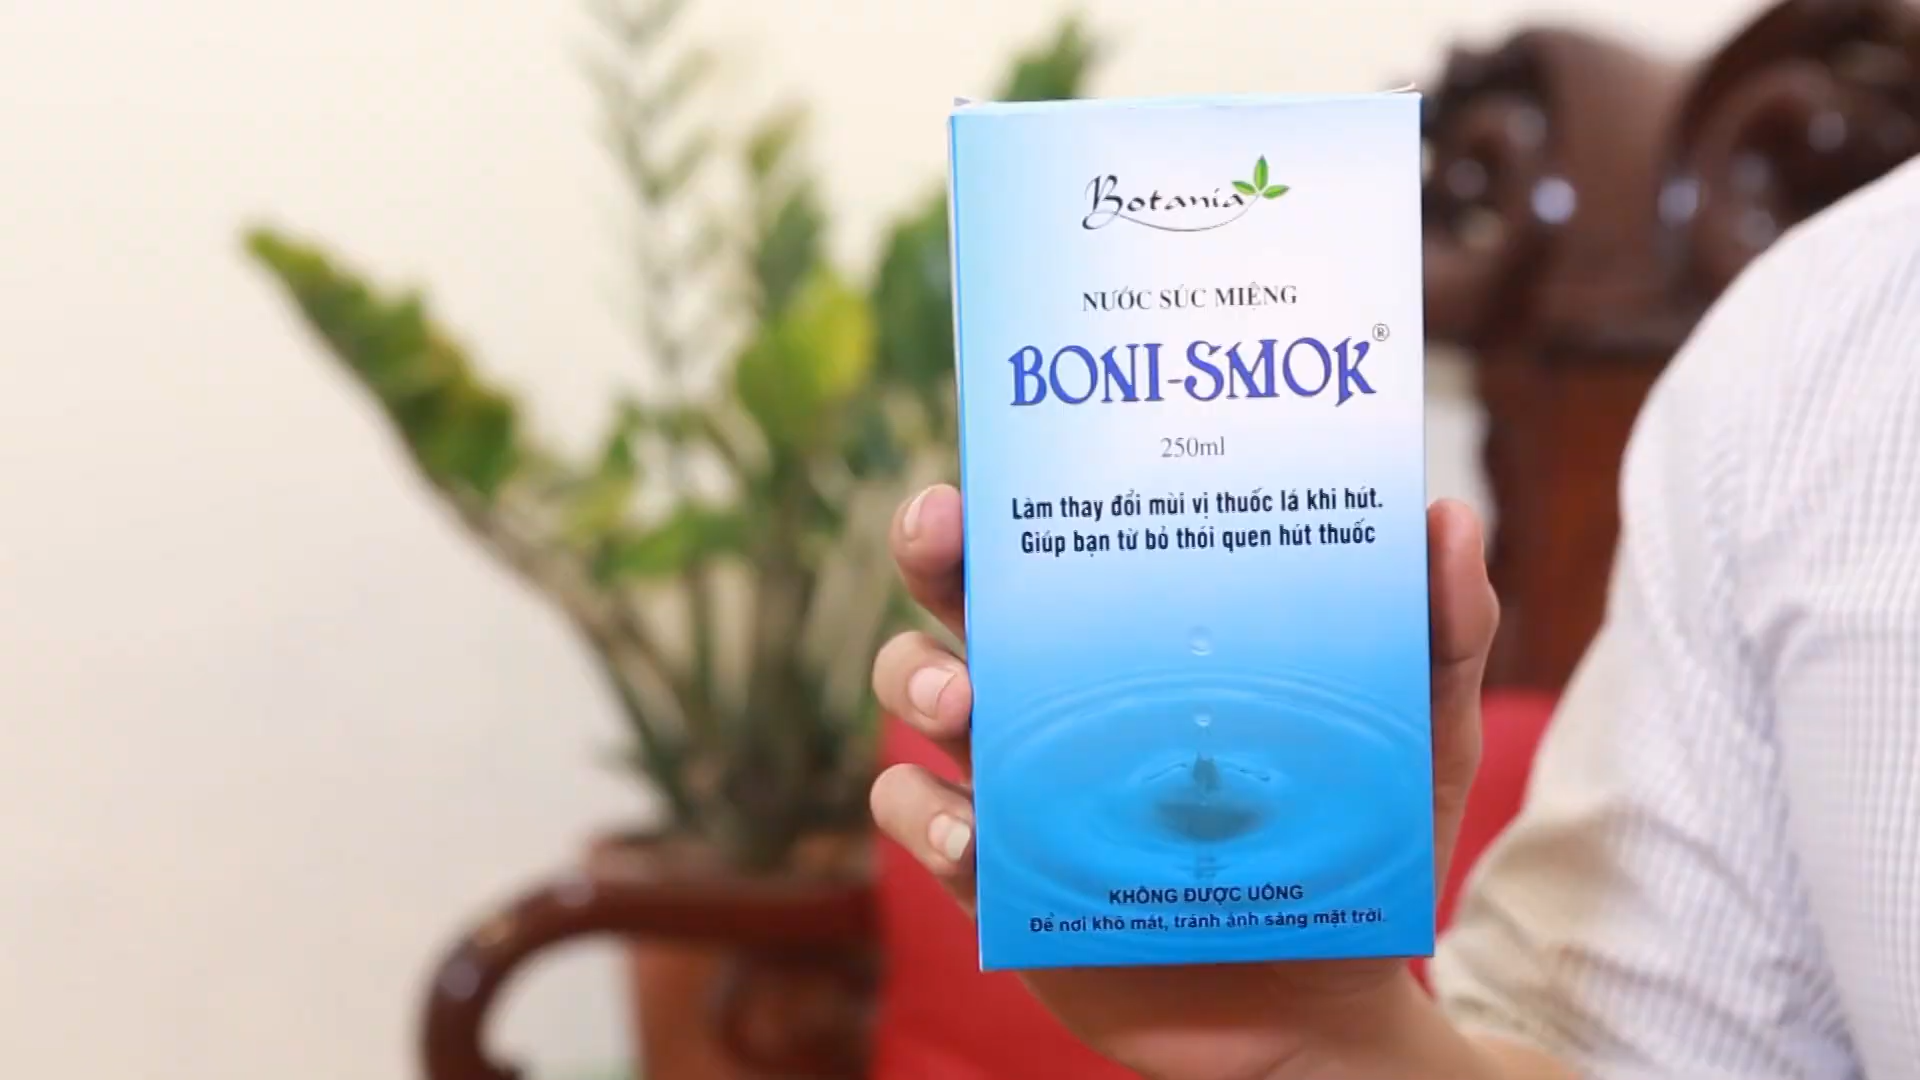 Botania
NƯỚC SÚC MIỆNG
BONI-SMOK®
250ml
Làm thay đổi mùi vị thuốc lá khi hút.
Giúp bạn từ bỏ thói quen hút thuốc
KHÔNG ĐƯỢC UỐNG
Để nơi khô mát, tránh ánh sáng mặt trời.